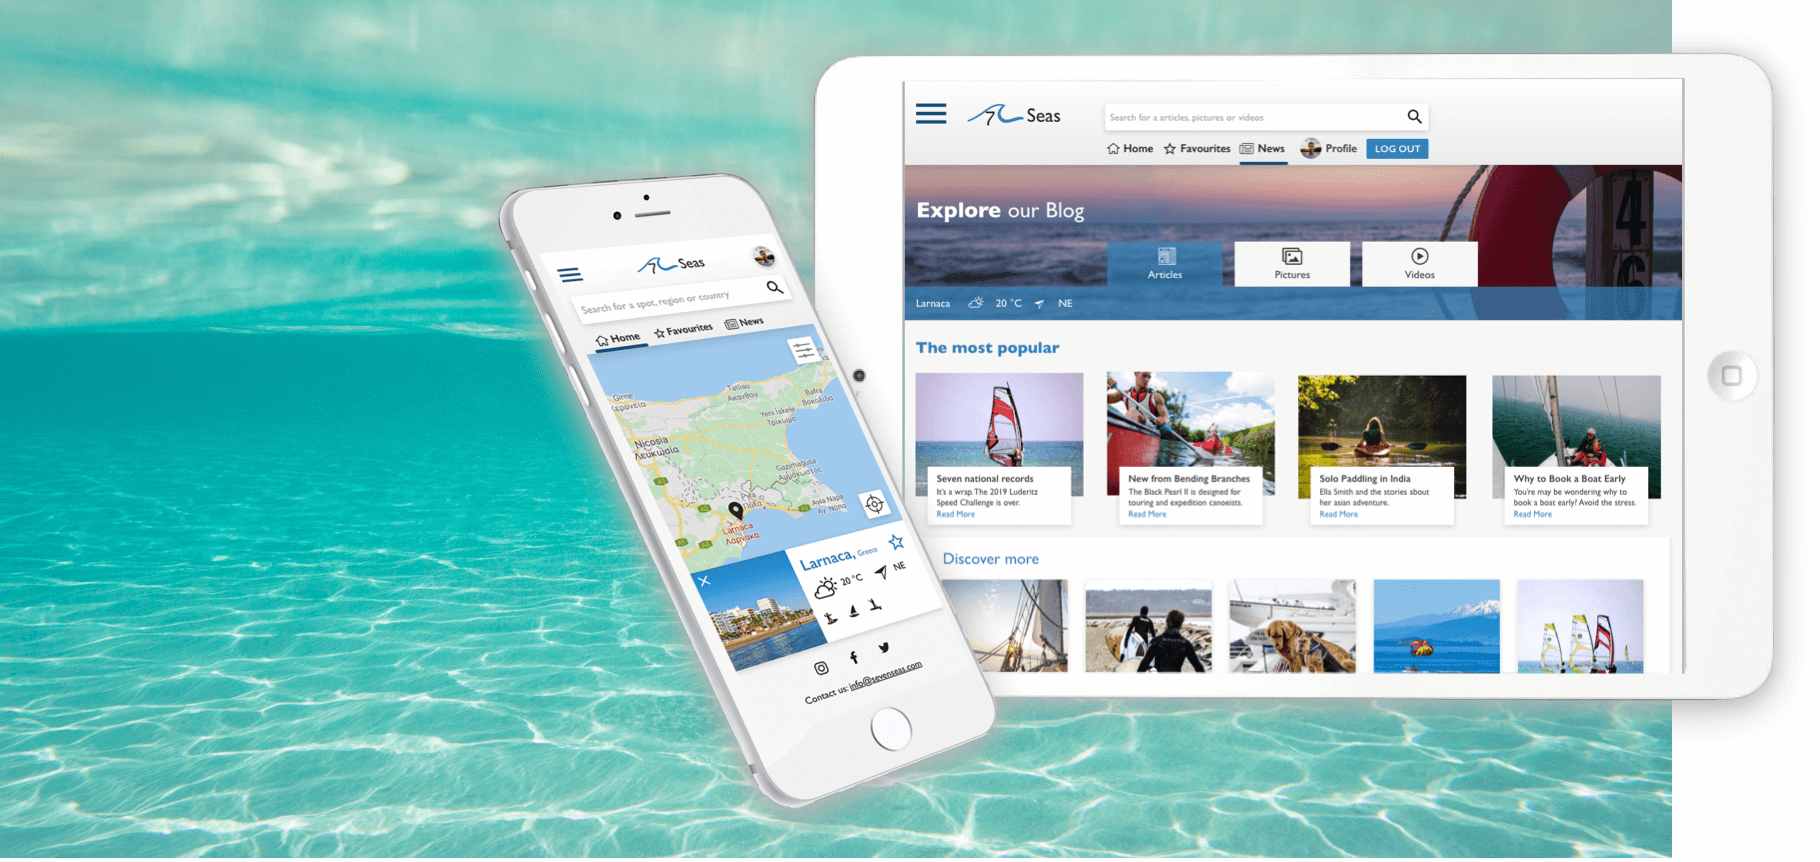 Seas
Search for a spot, region or country
Home
Favourites
News
Girne
Κερύνεια
Tatlisu
Ακανθού
Bafra
Βοκολίδα
Yeni İskele
Τρίκωμο
Nicosia
Λευκωσία
Gazimağusa
Αμμόχωστος
Pyla
Πύλα
Ayia Napa
Αγ. Νάπα
Larnaca
Λάρνακα
Larnaca, Greece
20 °C
NE
Contact us: info@sevenseas.com
7 Seas
Search for a articles, pictures or videos
Home
Favourites
News
Profile
LOG OUT
Explore our Blog
4
6
Articles
Pictures
Videos
Larnaca
20 °C
NE
The most popular
Seven national records
It's a wrap. The 2019 Luderitz
Speed Challenge is over.
Read More
New from Bending Branches
The Black Pearl II is designed for
touring and expedition canoeists.
Read More
Solo Paddling in India
Ella Smith and the stories about
her asian adventure.
Read More
Why to Book a Boat Early
You're may be wondering why to
book a boat early? Avoid the stress.
Read More
Discover more